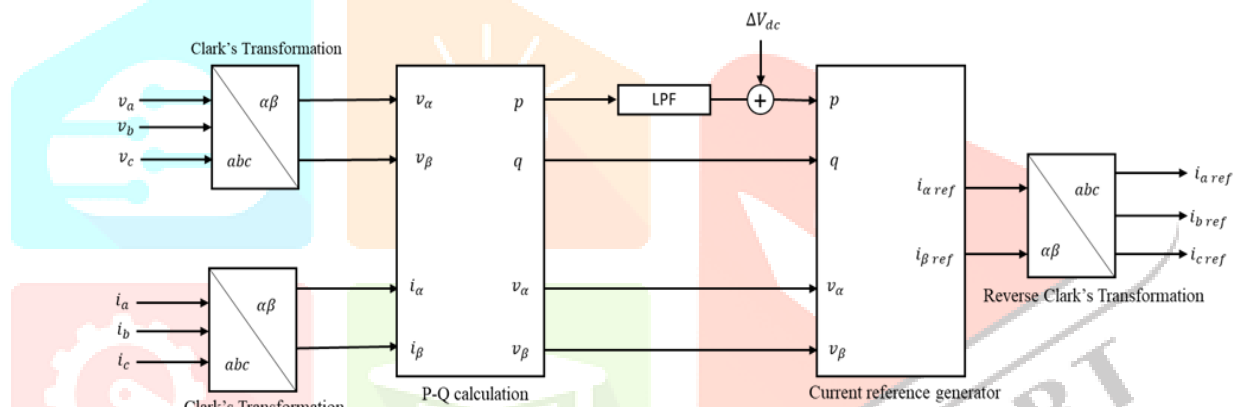 ΔV_dc
Clark's Transformation
v_a
v_b
v_c
αβ
abc
v_α
v_β
p
q
LPF
+
p
q
i_α ref
i_β ref
abc
αβ
i_a ref
i_b ref
i_c ref
Reverse Clark's Transformation
i_a
i_b
i_c
αβ
abc
i_α
i_β
v_α
v_β
v_α
v_β
P-Q calculation
Current reference generator
Clark's Transformation